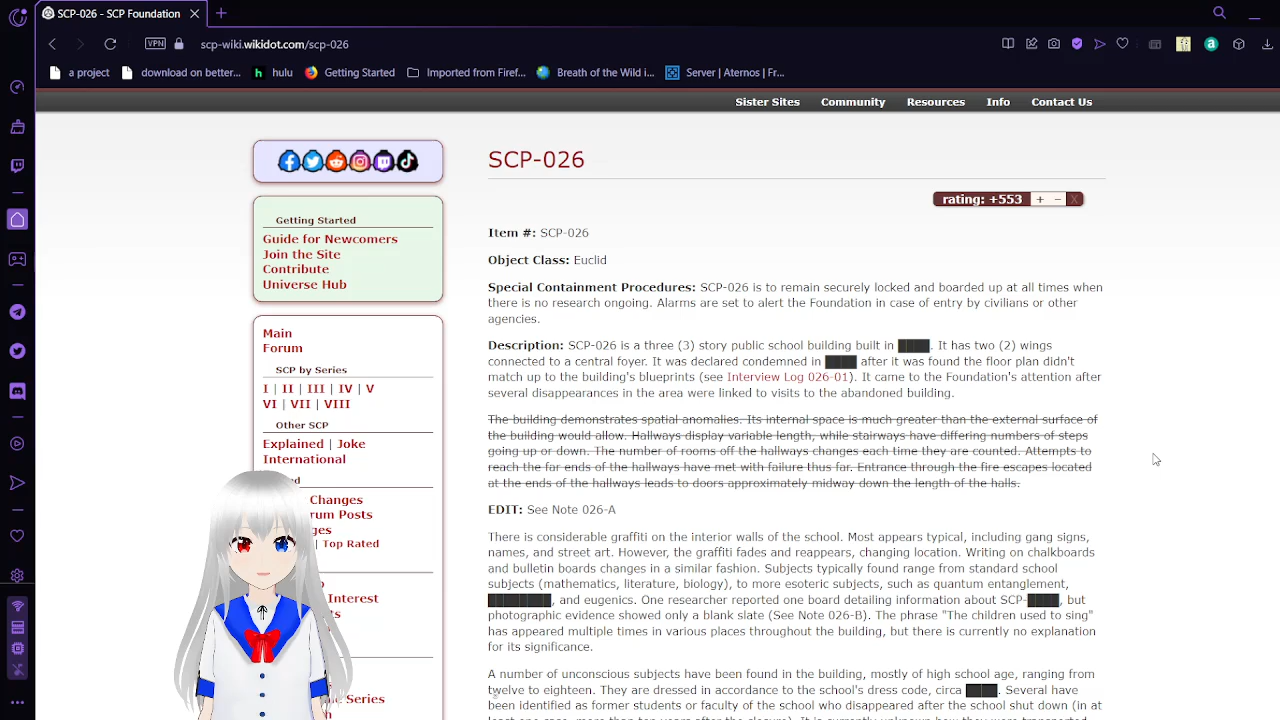 SCP-026 - SCP Foundation
VPN
scp-wiki.wikidot.com/scp-026
a project
download on better...
hulu
Getting Started
Imported from Firef...
Breath of the Wild i...
Server | Aternos | Fr...
Sister Sites
Community
Resources
Info
Contact Us
Getting Started
Guide for Newcomers
Join the Site
Contribute
Universe Hub
Main
Forum
SCP by Series
I | II | III | IV | V
VI | VII | VIII
Other SCP
Explained | Joke
International
Changes
rum Posts
ges
| Top Rated
Interest
ts
e Series
SCP-026
rating: +553 + − X
Item #: SCP-026
Object Class: Euclid
Special Containment Procedures: SCP-026 is to remain securely locked and boarded up at all times when
there is no research ongoing. Alarms are set to alert the Foundation in case of entry by civilians or other
agencies.
Description: SCP-026 is a three (3) story public school building built in ████. It has two (2) wings
connected to a central foyer. It was declared condemned in ████ after it was found the floor plan didn't
match up to the building's blueprints (see Interview Log 026-01). It came to the Foundation's attention after
several disappearances in the area were linked to visits to the abandoned building.
The building demonstrates spatial anomalies. Its internal space is much greater than the external surface of
the building would allow. Hallways display variable length, while stairways have differing numbers of steps
going up or down. The number of rooms off the hallways changes each time they are counted. Attempts to
reach the far ends of the hallways have met with failure thus far. Entrance through the fire escapes located
at the ends of the hallways leads to doors approximately midway down the length of the halls.
EDIT: See Note 026-A
There is considerable graffiti on the interior walls of the school. Most appears typical, including gang signs,
names, and street art. However, the graffiti fades and reappears, changing location. Writing on chalkboards
and bulletin boards changes in a similar fashion. Subjects typically found range from standard school
subjects (mathematics, literature, biology), to more esoteric subjects, such as quantum entanglement,
████████, and eugenics. One researcher reported one board detailing information about SCP-████, but
photographic evidence showed only a blank slate (See Note 026-B). The phrase "The children used to sing"
has appeared multiple times in various places throughout the building, but there is currently no explanation
for its significance.
A number of unconscious subjects have been found in the building, mostly of high school age, ranging from
twelve to eighteen. They are dressed in accordance to the school's dress code, circa ████. Several have
been identified as former students or faculty of the school who disappeared after the school shut down (in at